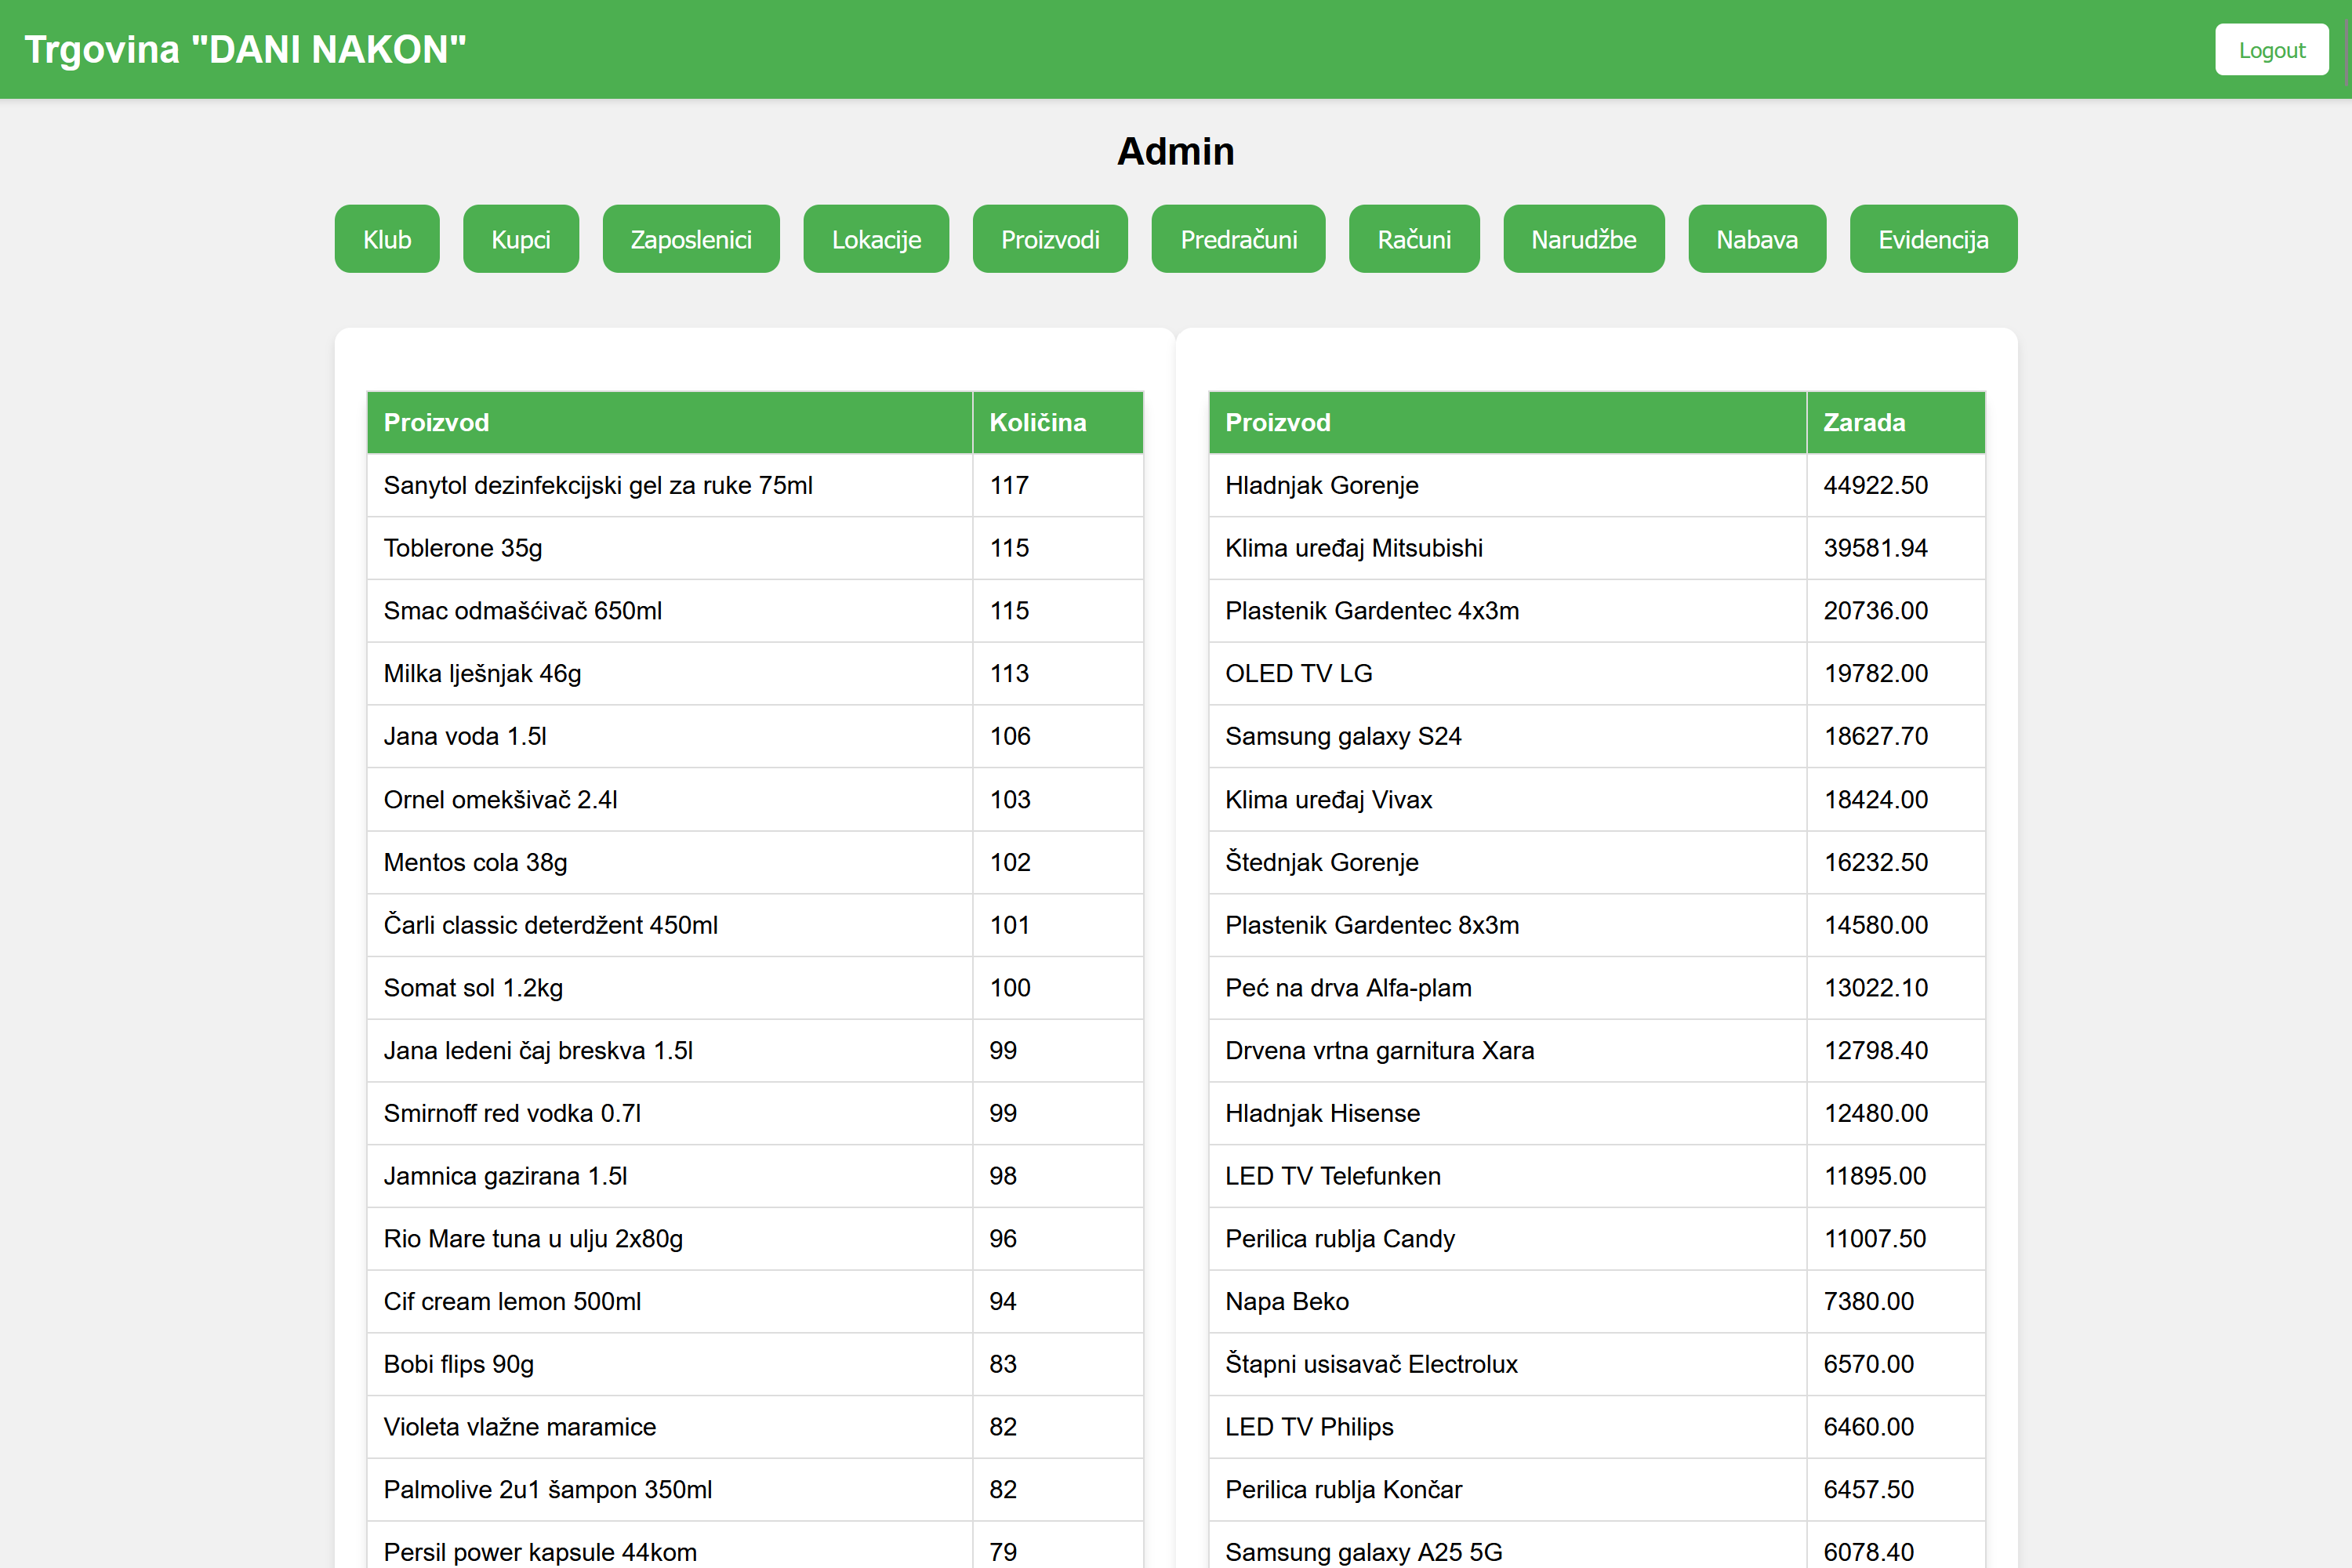 Trgovina "DANI NAKON"
Logout
Admin
Klub Kupci Zaposlenici Lokacije Proizvodi Predračuni Računi Narudžbe Nabava Evidencija
Proizvod Količina
Sanytol dezinfekcijski gel za ruke 75ml 117
Toblerone 35g 115
Smac odmašćivač 650ml 115
Milka lješnjak 46g 113
Jana voda 1.5l 106
Ornel omekšivač 2.4l 103
Mentos cola 38g 102
Čarli classic deterdžent 450ml 101
Somat sol 1.2kg 100
Jana ledeni čaj breskva 1.5l 99
Smirnoff red vodka 0.7l 99
Jamnica gazirana 1.5l 98
Rio Mare tuna u ulju 2x80g 96
Cif cream lemon 500ml 94
Bobi flips 90g 83
Violeta vlažne maramice 82
Palmolive 2u1 šampon 350ml 82
Persil power kapsule 44kom 79
Proizvod Zarada
Hladnjak Gorenje 44922.50
Klima uređaj Mitsubishi 39581.94
Plastenik Gardentec 4x3m 20736.00
OLED TV LG 19782.00
Samsung galaxy S24 18627.70
Klima uređaj Vivax 18424.00
Štednjak Gorenje 16232.50
Plastenik Gardentec 8x3m 14580.00
Peć na drva Alfa-plam 13022.10
Drvena vrtna garnitura Xara 12798.40
Hladnjak Hisense 12480.00
LED TV Telefunken 11895.00
Perilica rublja Candy 11007.50
Napa Beko 7380.00
Štapni usisavač Electrolux 6570.00
LED TV Philips 6460.00
Perilica rublja Končar 6457.50
Samsung galaxy A25 5G 6078.40